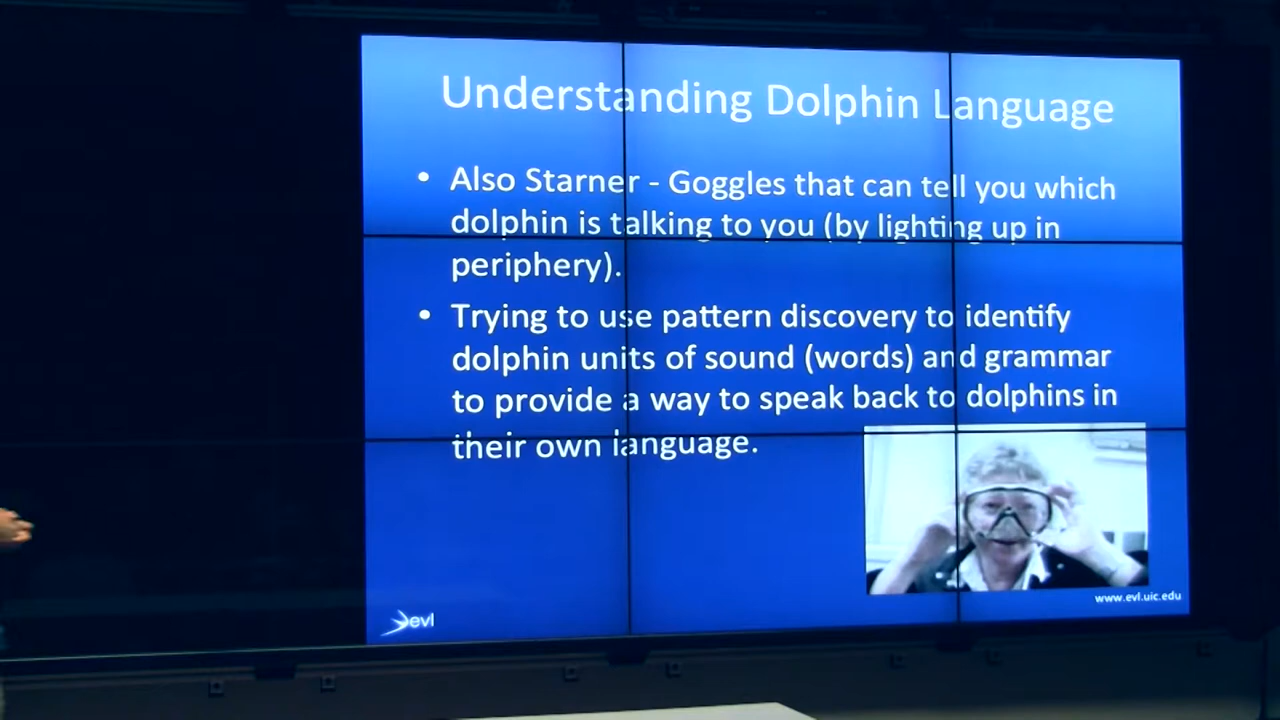 Understanding Dolphin Language
• Also Starner - Goggles that can tell you which
dolphin is talking to you (by lighting up in
periphery).
• Trying to use pattern discovery to identify
dolphin units of sound (words) and grammar
to provide a way to speak back to dolphins in
their own language.
www.evl.uic.edu
evl